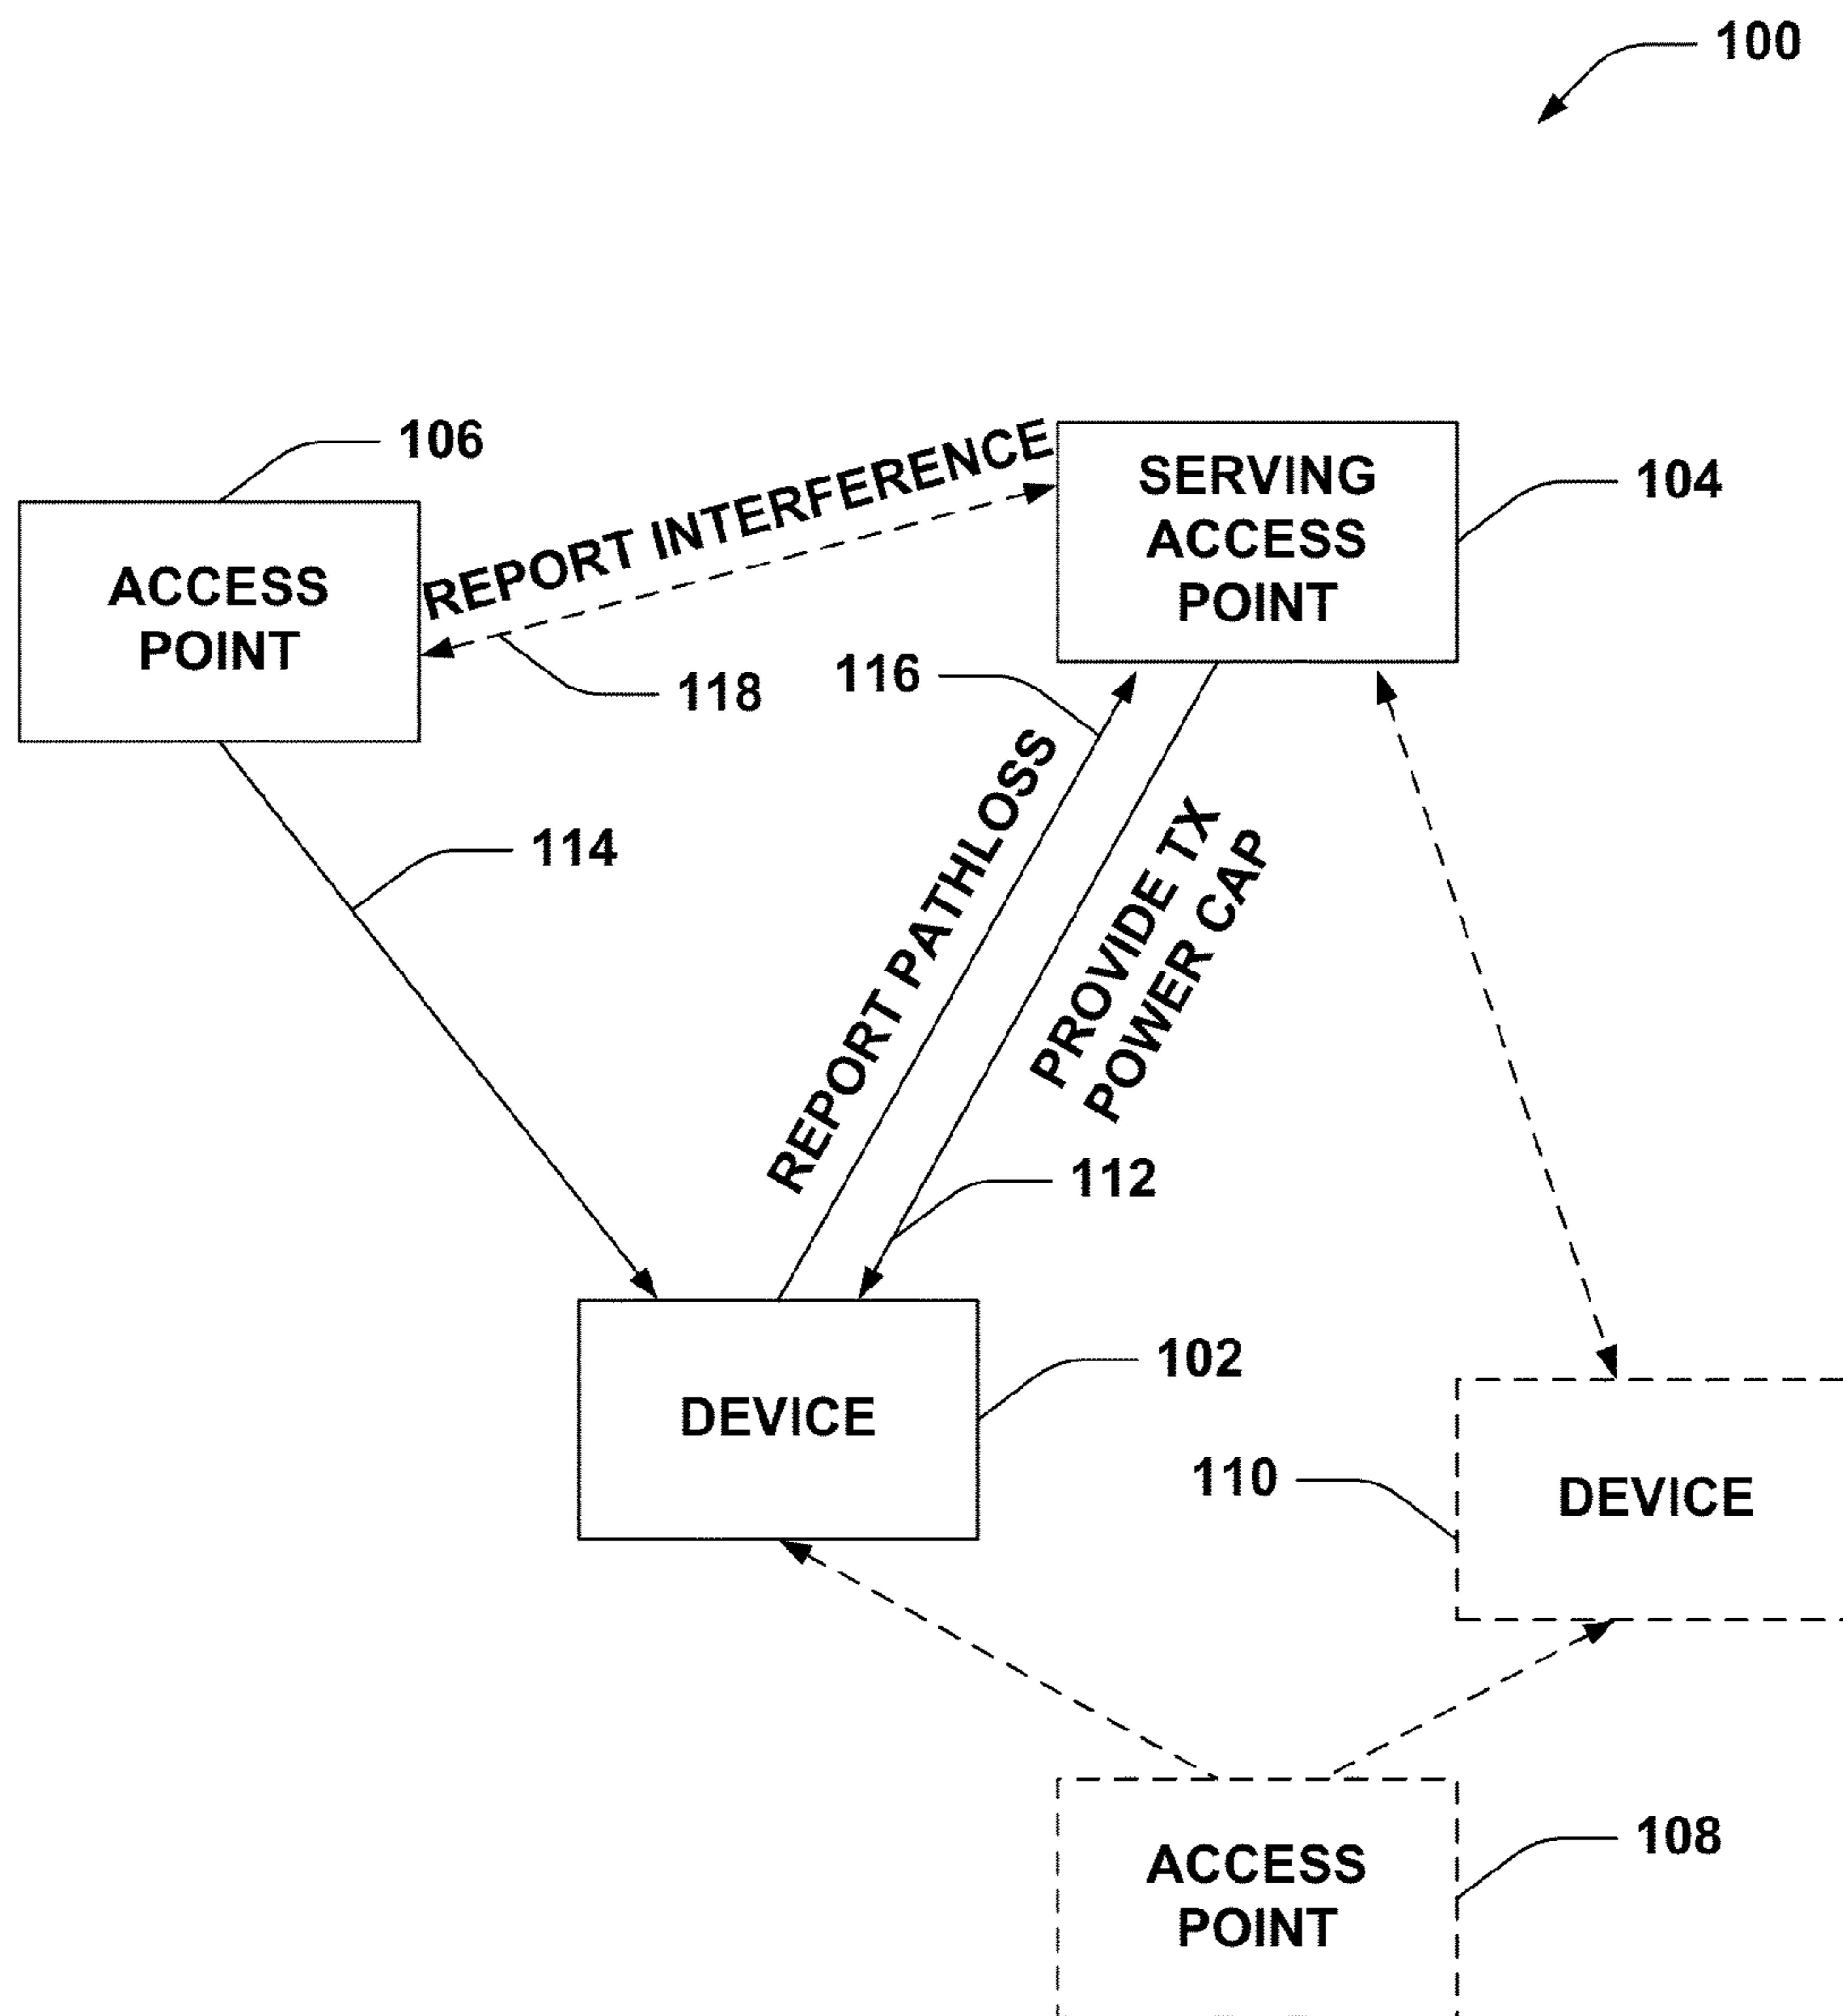 100
106
REPORT INTERFERENCE
SERVING
ACCESS
POINT
104
ACCESS
POINT
118
116
114
REPORT PATHLOSS
PROVIDE TX
POWER CAP
112
102
DEVICE
110
DEVICE
108
ACCESS
POINT